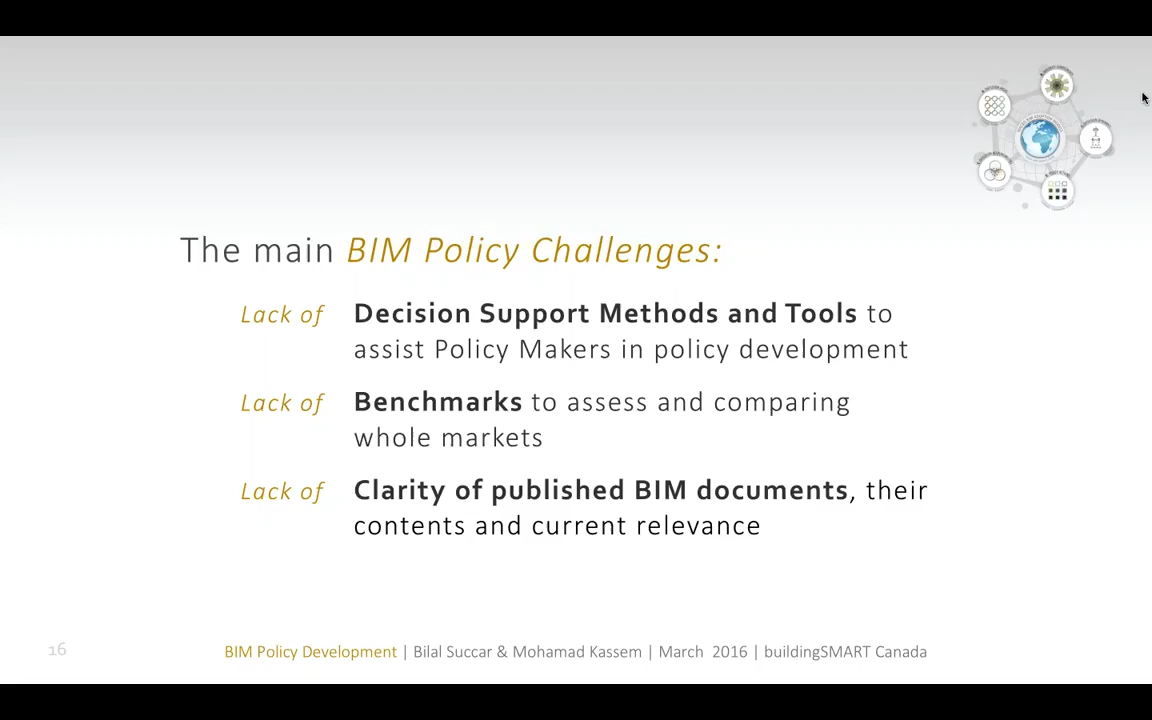 The main BIM Policy Challenges:
Lack of Decision Support Methods and Tools to
assist Policy Makers in policy development
Lack of Benchmarks to assess and comparing
whole markets
Lack of Clarity of published BIM documents, their
contents and current relevance
16
BIM Policy Development | Bilal Succar & Mohamad Kassem | March 2016 | buildingSMART Canada